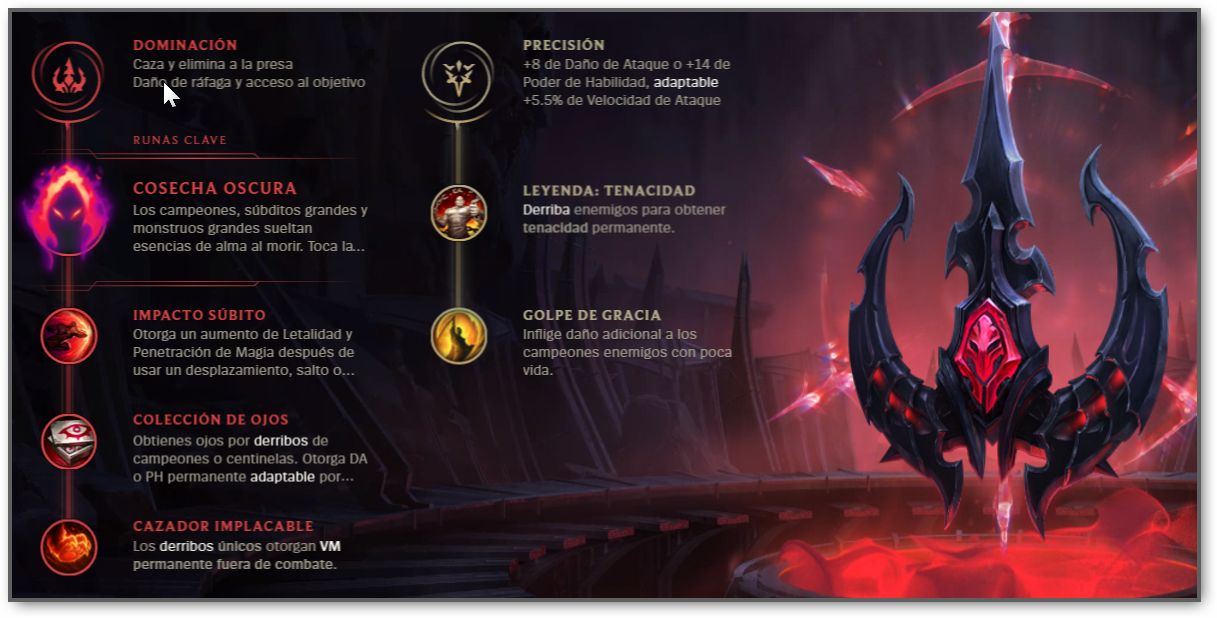 DOMINACIÓN
Caza y elimina a la presa
Daño de ráfaga y acceso al objetivo
RUNAS CLAVE
COSECHA OSCURA
Los campeones, súbditos grandes y
monstruos grandes sueltan
esencias de alma al morir. Toca la...
IMPACTO SÚBITO
Otorga un aumento de Letalidad y
Penetración de Magia después de
usar un desplazamiento, salto o...
COLECCIÓN DE OJOS
Obtienes ojos por derribos de
campeones o centinelas. Otorga DA
o PH permanente adaptable por...
CAZADOR IMPLACABLE
Los derribos únicos otorgan VM
permanente fuera de combate.
PRECISIÓN
+8 de Daño de Ataque o +14 de
Poder de Habilidad, adaptable
+5.5% de Velocidad de Ataque
LEYENDA: TENACIDAD
Derriba enemigos para obtener
tenacidad permanente.
GOLPE DE GRACIA
Inflige daño adicional a los
campeones enemigos con poca
vida.